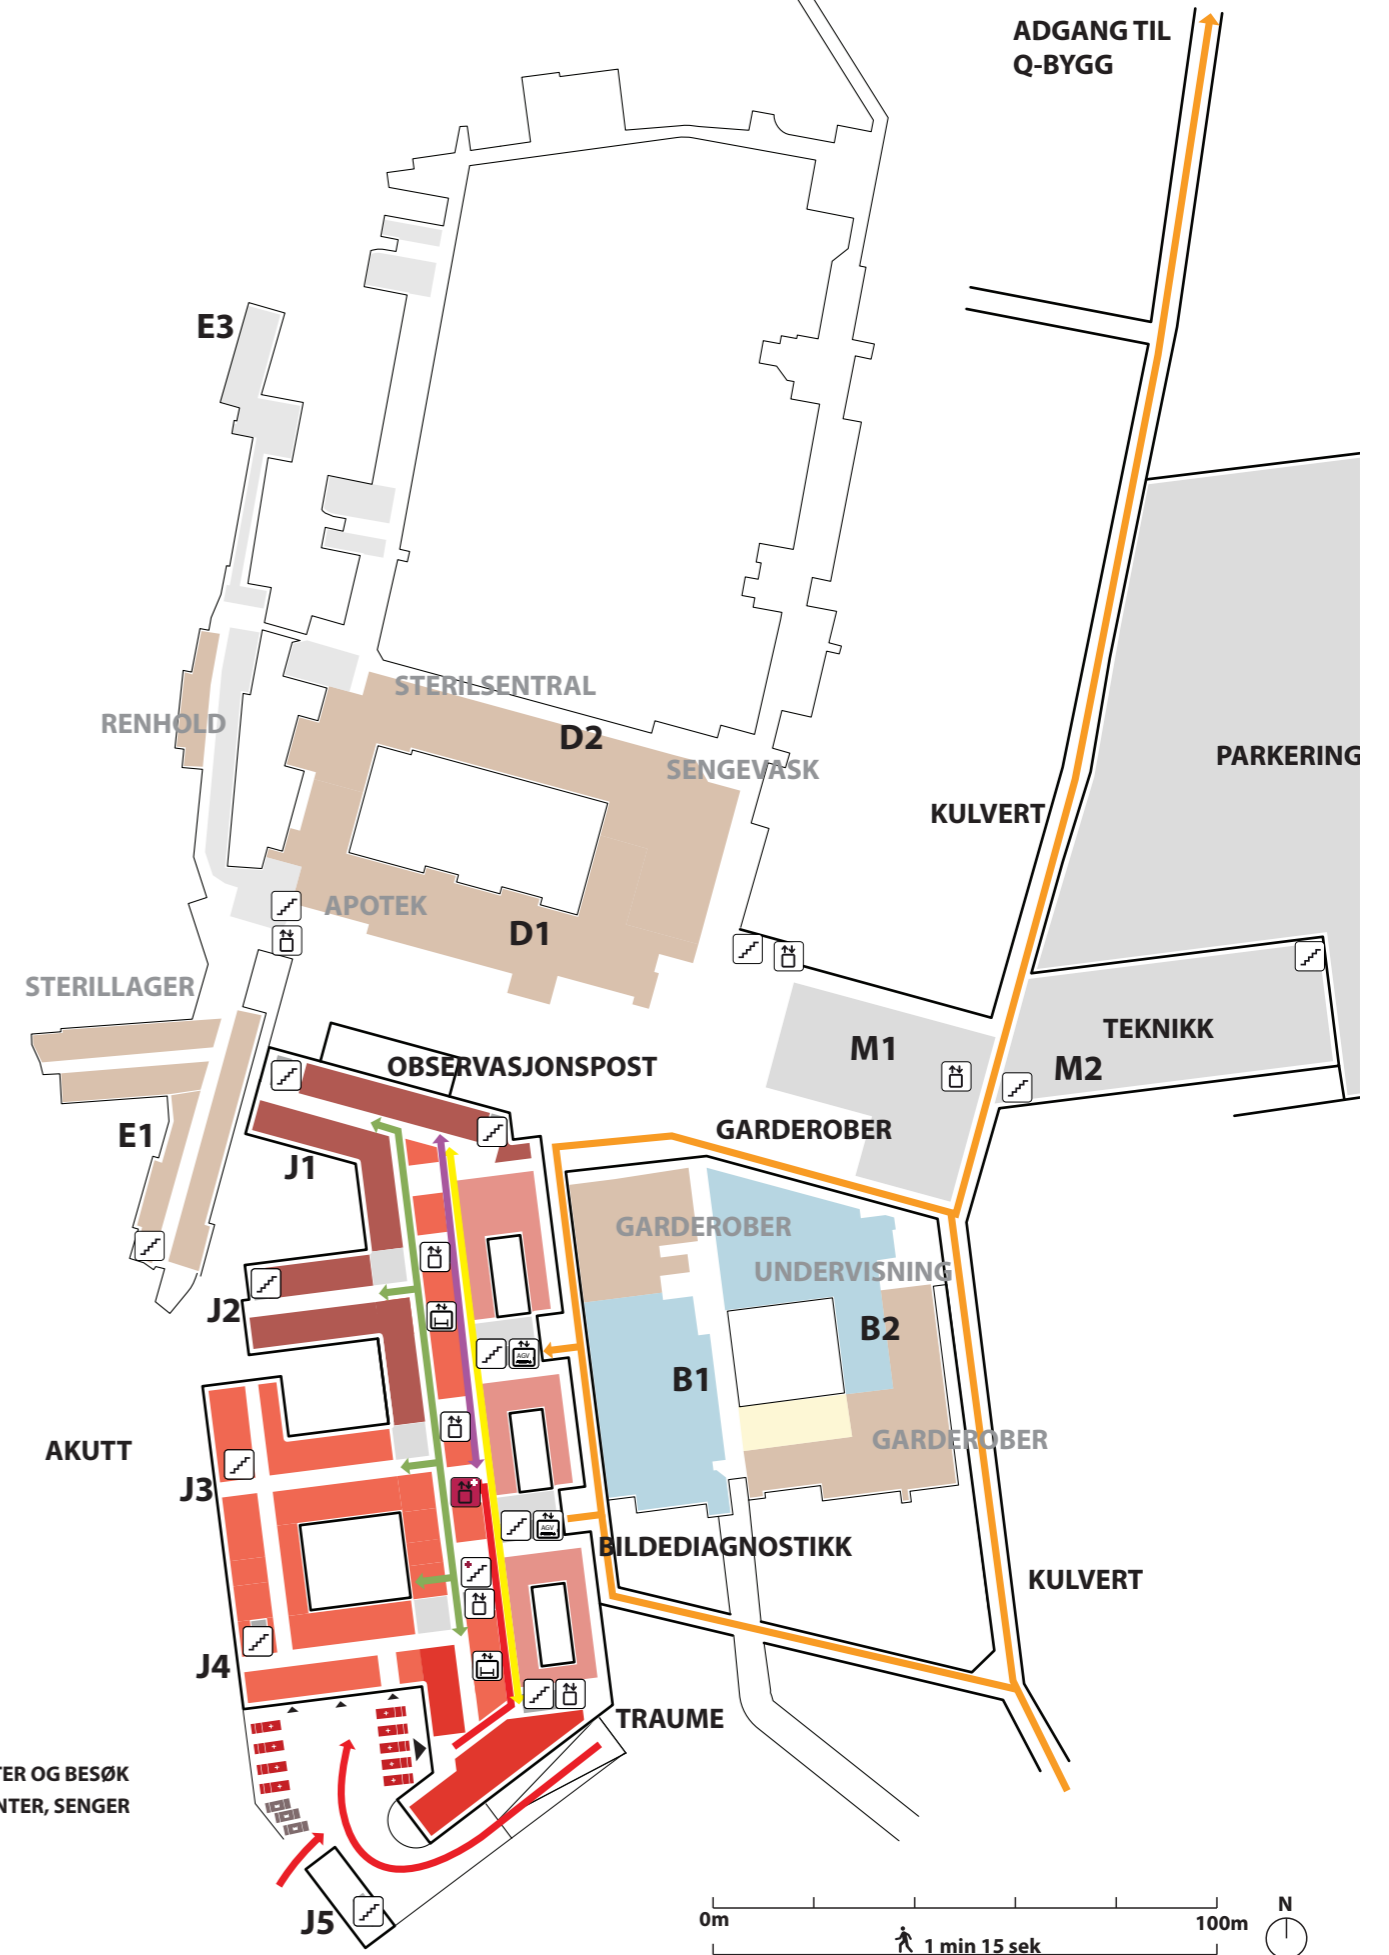 ADGANG TIL
Q-BYGG
E3
STERILSENTRAL
RENHOLD
D2
SENGEVASK
PARKERING
KULVERT
APOTEK
D1
STERILLAGER
TEKNIKK
M1
OBSERVASJONSPOST
M2
E1
GARDEROBER
J1
GARDEROBER
UNDERVISNING
J2
B2
AGV
B1
AKUTT
GARDEROBER
J3
AGV
BILDEDIAGNOSTIKK
KULVERT
J4
TRAUME
TER OG BESØK
NTER, SENGER
J5
N
0m
100m
1 min 15 sek